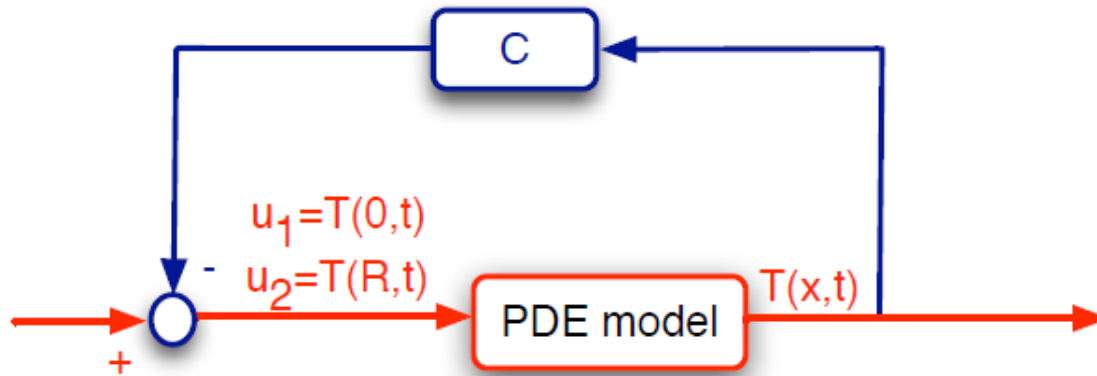 C
u₁=T(0,t)
-
u₂=T(R,t)
T(x,t)
PDE model
+